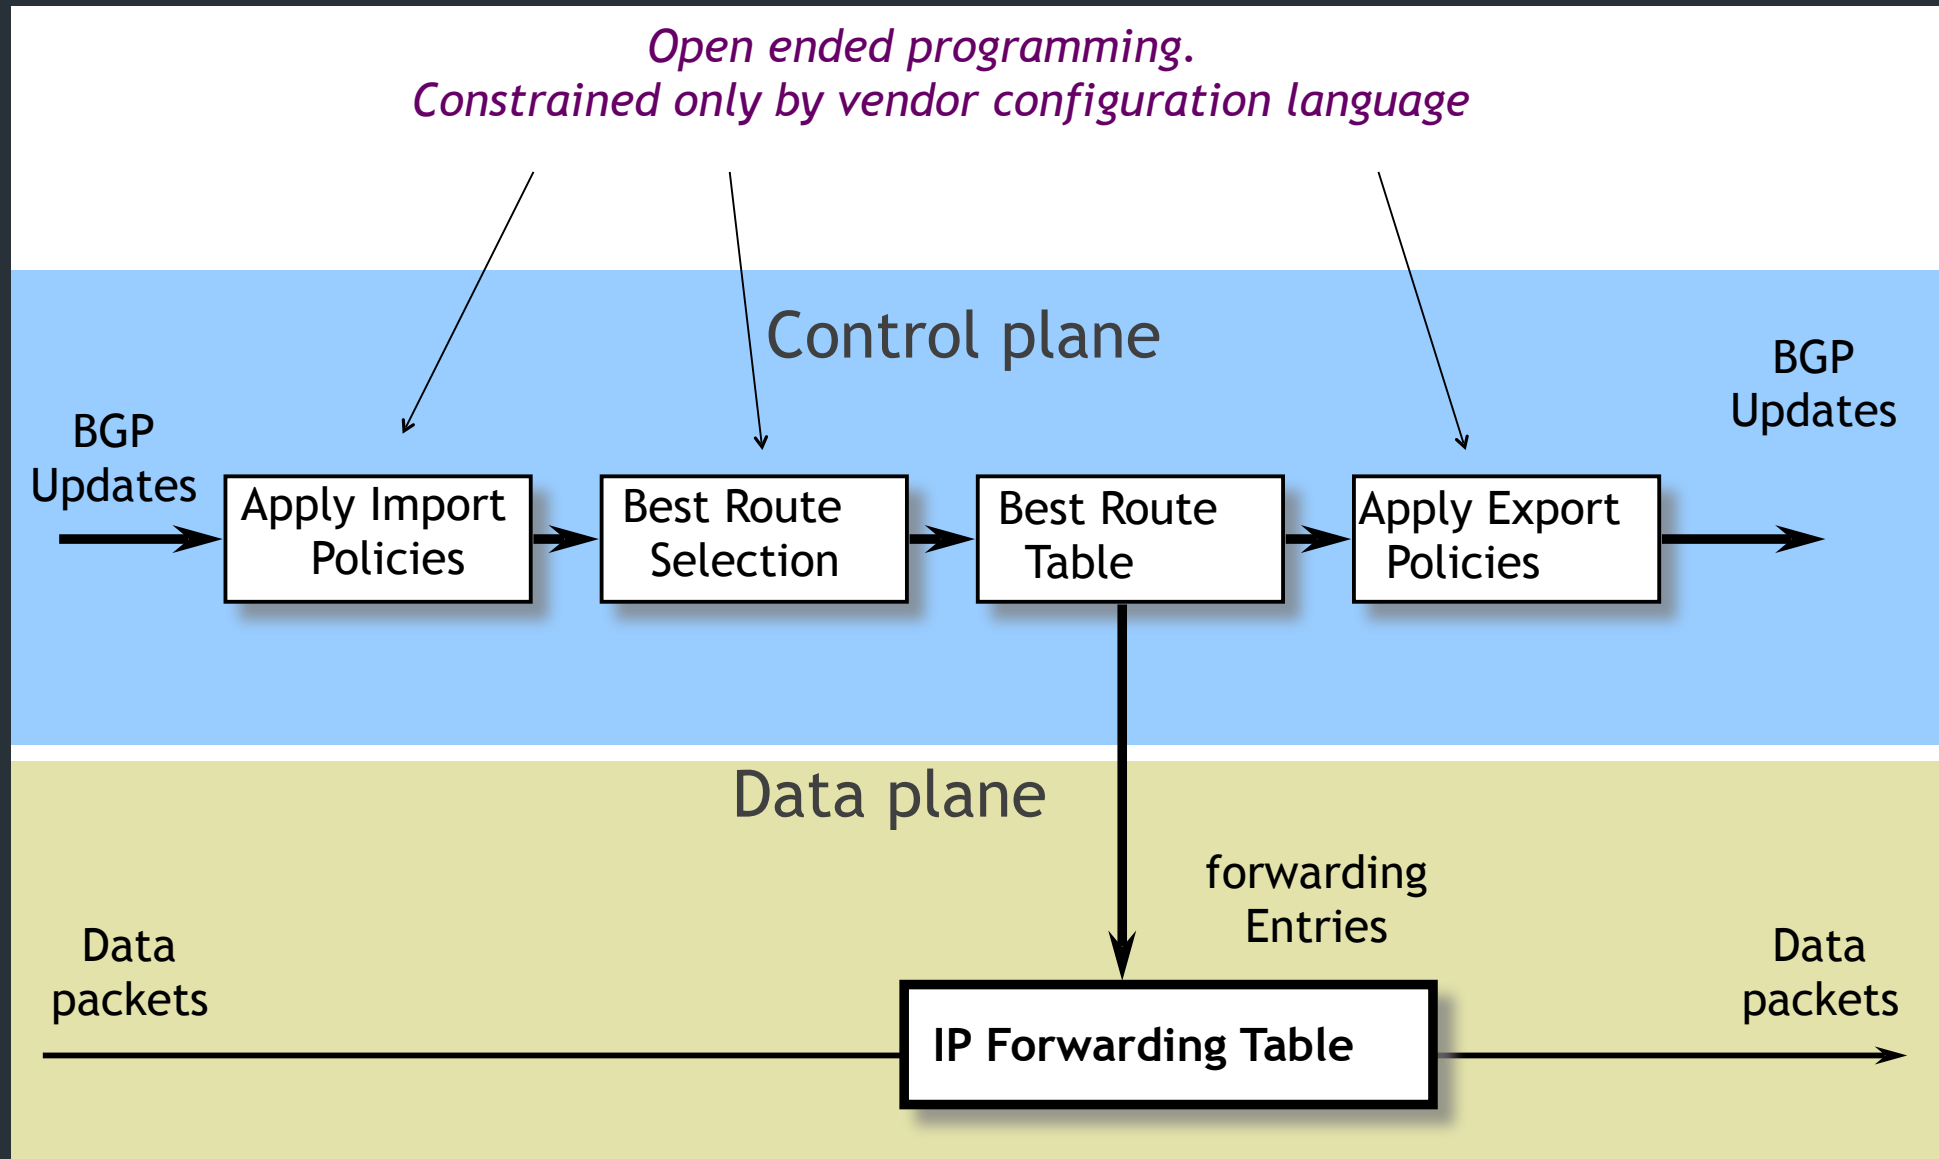 Open ended programming.
Constrained only by vendor configuration language
Control plane
BGP
Updates
BGP
Updates
Apply Import
Policies
Best Route
Selection
Best Route
Table
Apply Export
Policies
Data plane
forwarding
Entries
Data
packets
Data
packets
IP Forwarding Table